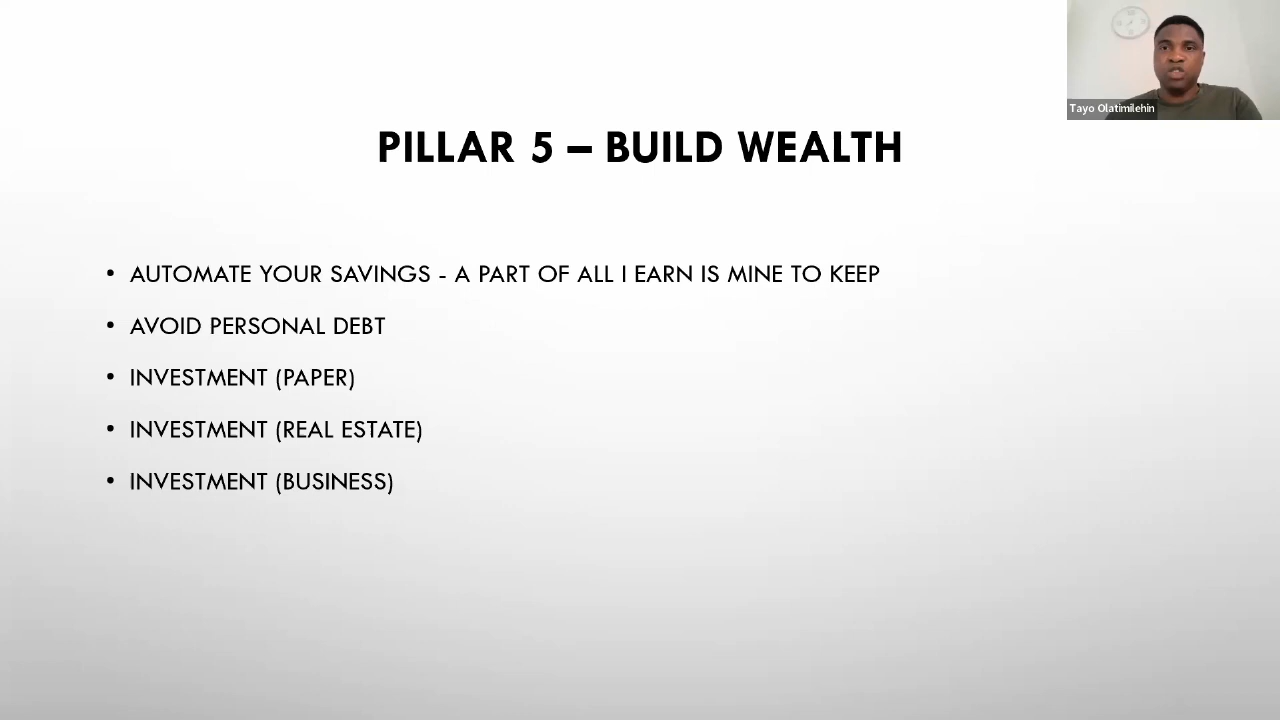 Tayo Olatimilehin
PILLAR 5 – BUILD WEALTH
• AUTOMATE YOUR SAVINGS - A PART OF ALL I EARN IS MINE TO KEEP
• AVOID PERSONAL DEBT
• INVESTMENT (PAPER)
• INVESTMENT (REAL ESTATE)
• INVESTMENT (BUSINESS)